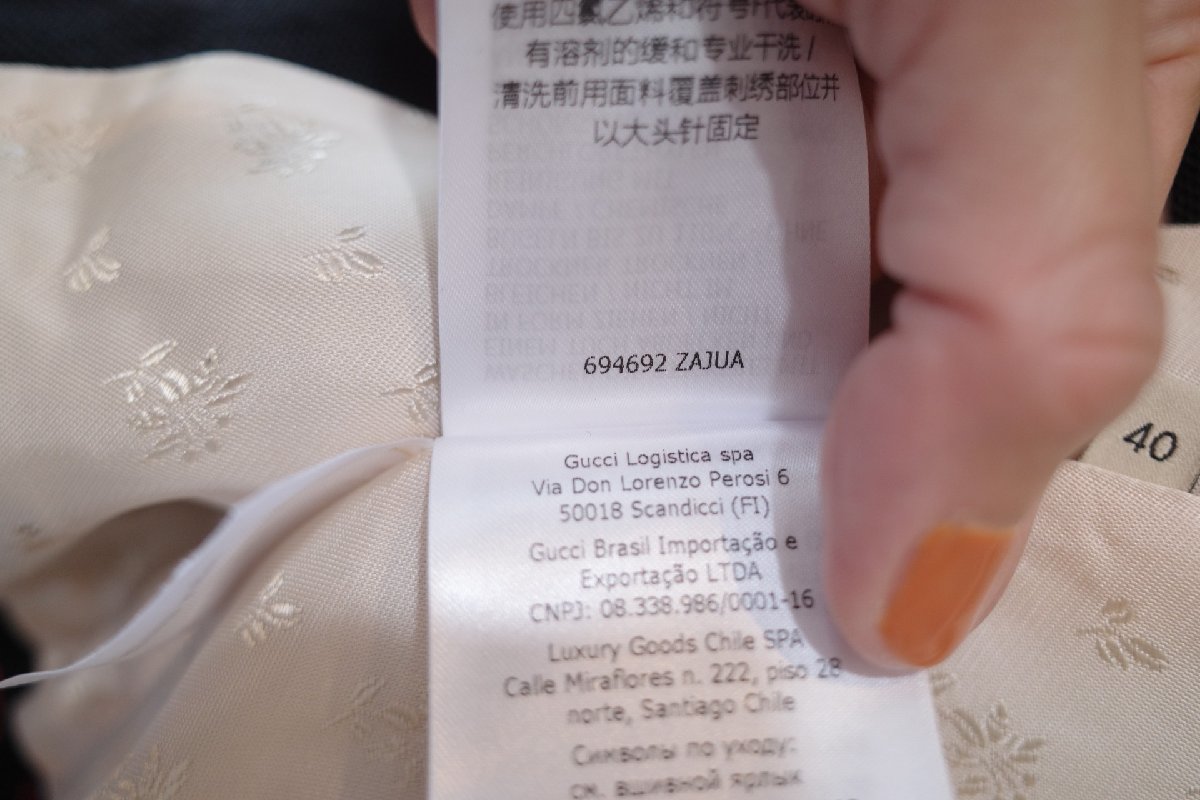 使用四氯乙烯和符号F代表
有溶剂的缓和专业干洗/
清洗前用面料覆盖刺绣部位并
以大头针固定
694692 ZAJUA
Gucci Logistica spa
Via Don Lorenzo Perosi 6
50018 Scandicci (FI)
Gucci Brasil Importação e
Exportação LTDA
CNPJ: 08.338.986/0001-16
Luxury Goods Chile SPA
Calle Miraflores n. 222, piso 28
norte, Santiago Chile
Символы по уходу:
см. вшивной ярлык
40